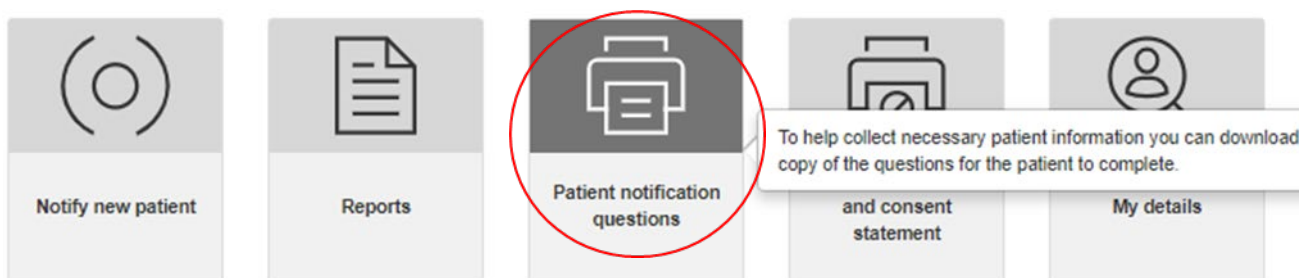 Notify new patient
Reports
Patient notification
questions
To help collect necessary patient information you can download
copy of the questions for the patient to complete.
and consent
statement
My details